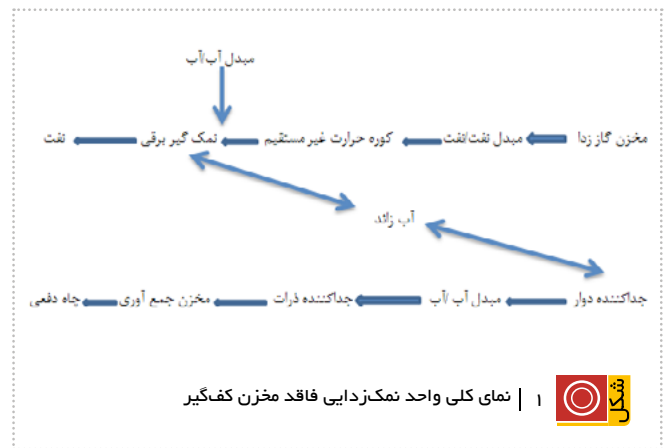 مبدل آب/آب
مخزن گاز زدا مبدل نفت/نفت کوره حرارت غیر مستقیم نمک گیر برقی نفت
آب زائد
جداکننده دوار مبدل آب /آب جداکننده ذرات مخزن جمع آوری چاه دفعی
شکل ۱ | نمای کلی واحد نمک‌زدایی فاقد مخزن کف‌گیر